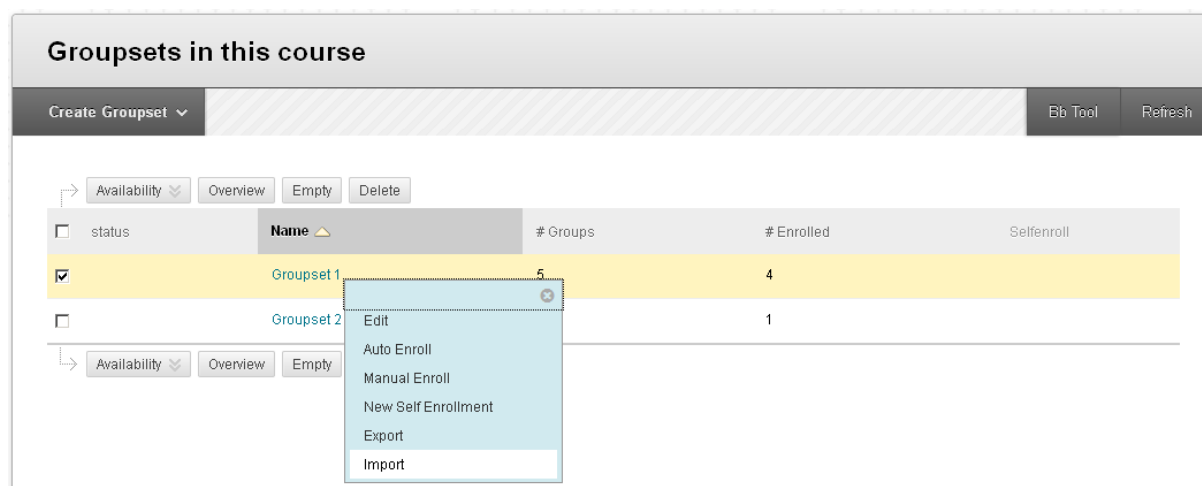 Groupsets in this course
Create Groupset Bb Tool Refresh
Availability Overview Empty Delete
status Name # Groups # Enrolled Selfenroll
Groupset 1 5 4
Groupset 2 1
Edit
Auto Enroll
Availability Overview Empty
Manual Enroll
New Self Enrollment
Export
Import